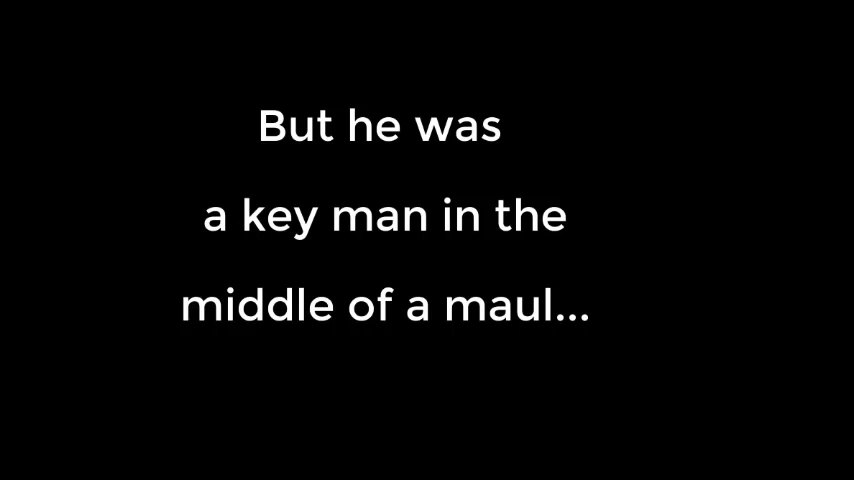 But he was
a key man in the
middle of a maul...